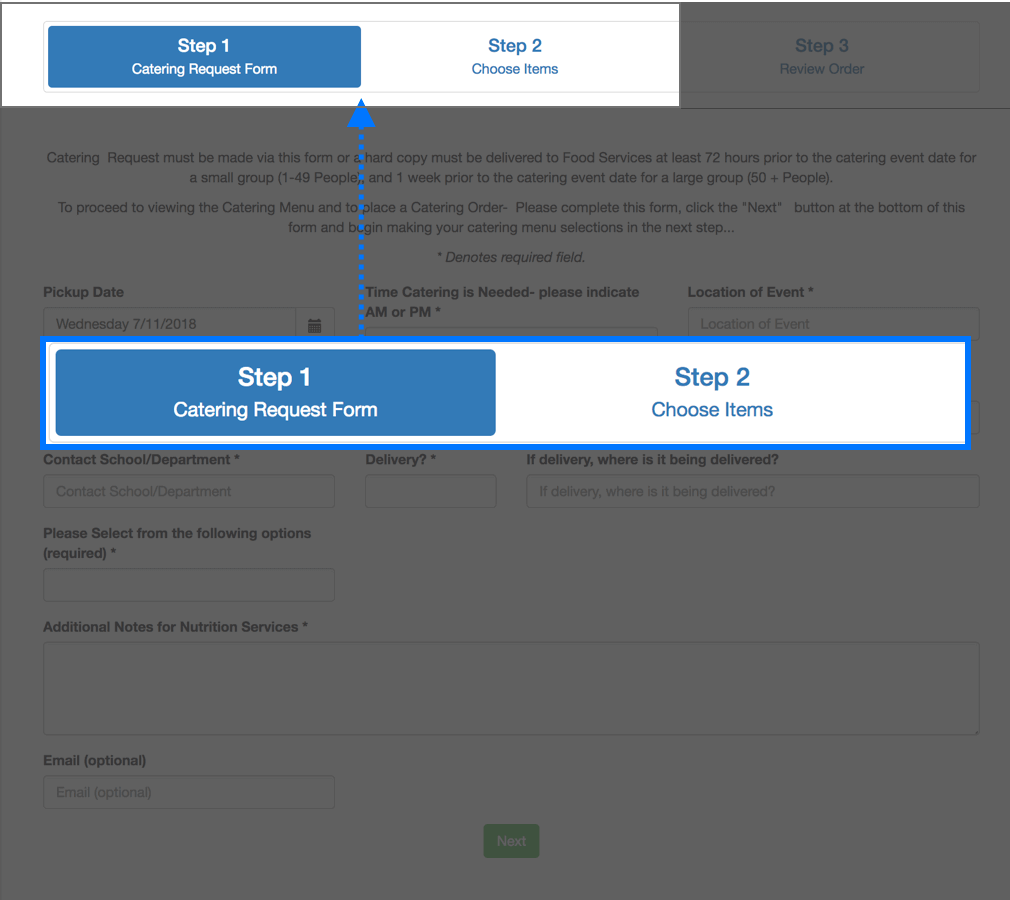 Step 1
Catering Request Form
Step 2
Choose Items
Step 3
Review Order
Catering Request must be made via this form or a hard copy must be delivered to Food Services at least 72 hours prior to the catering event date for
a small group (1-49 People), and 1 week prior to the catering event date for a large group (50 + People).
To proceed to viewing the Catering Menu and to place a Catering Order- Please complete this form, click the "Next" button at the bottom of this
form and begin making your catering menu selections in the next step...
* Denotes required field.
Pickup Date
Wednesday 7/11/2018
Time Catering is Needed- please indicate
AM or PM *
Location of Event *
Location of Event
Step 1
Catering Request Form
Step 2
Choose Items
Contact School/Department *
Contact School/Department
Delivery? *
If delivery, where is it being delivered?
If delivery, where is it being delivered?
Please Select from the following options
(required) *
Additional Notes for Nutrition Services *
Email (optional)
Email (optional)
Next